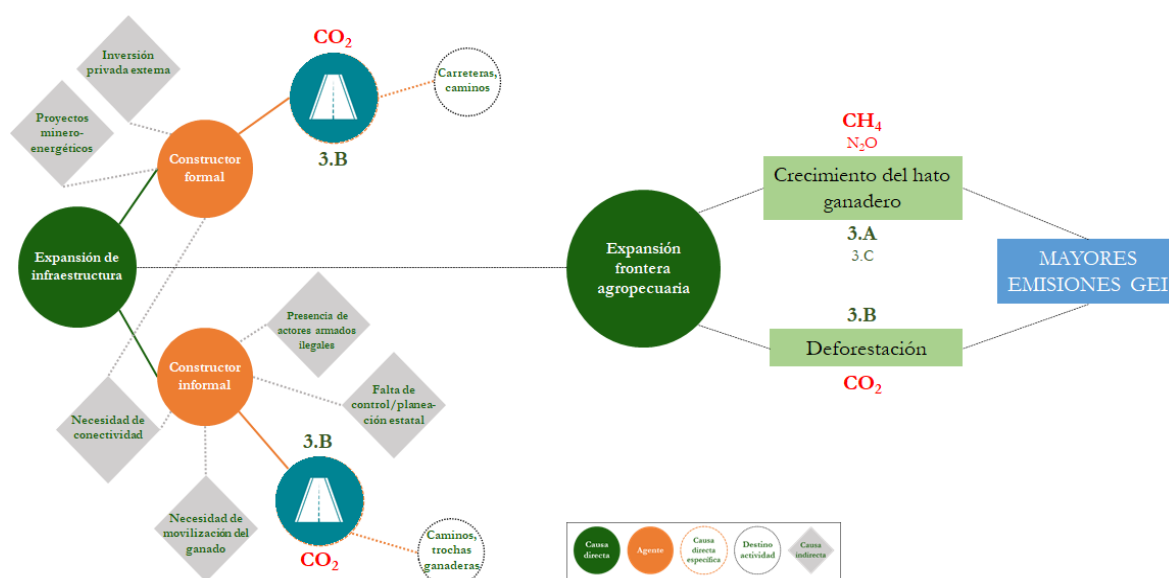 CO₂
Inversión
privada externa
Carreteras,
caminos
Proyectos
minero-
energéticos
Constructor
formal
3.B
CH₄
N₂O
Crecimiento del hato
ganadero
3.A
3.C
Expansión de
infraestructura
Expansión
frontera
agropecuaria
MAYORES
EMISIONES GEI
Presencia de
actores armados
ilegales
3.B
Deforestación
CO₂
Constructor
informal
Falta de
control/planea-
ción estatal
Necesidad de
conectividad
3.B
Necesidad de
movilización del
ganado
CO₂
Caminos,
trochas
ganaderas
Causa
directa
Agente
Causa
directa
específica
Destino
actividad
Causa
indirecta